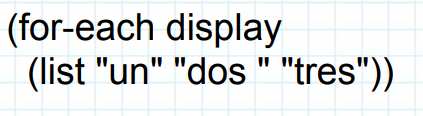 (for-each display
(list "un" "dos " "tres"))